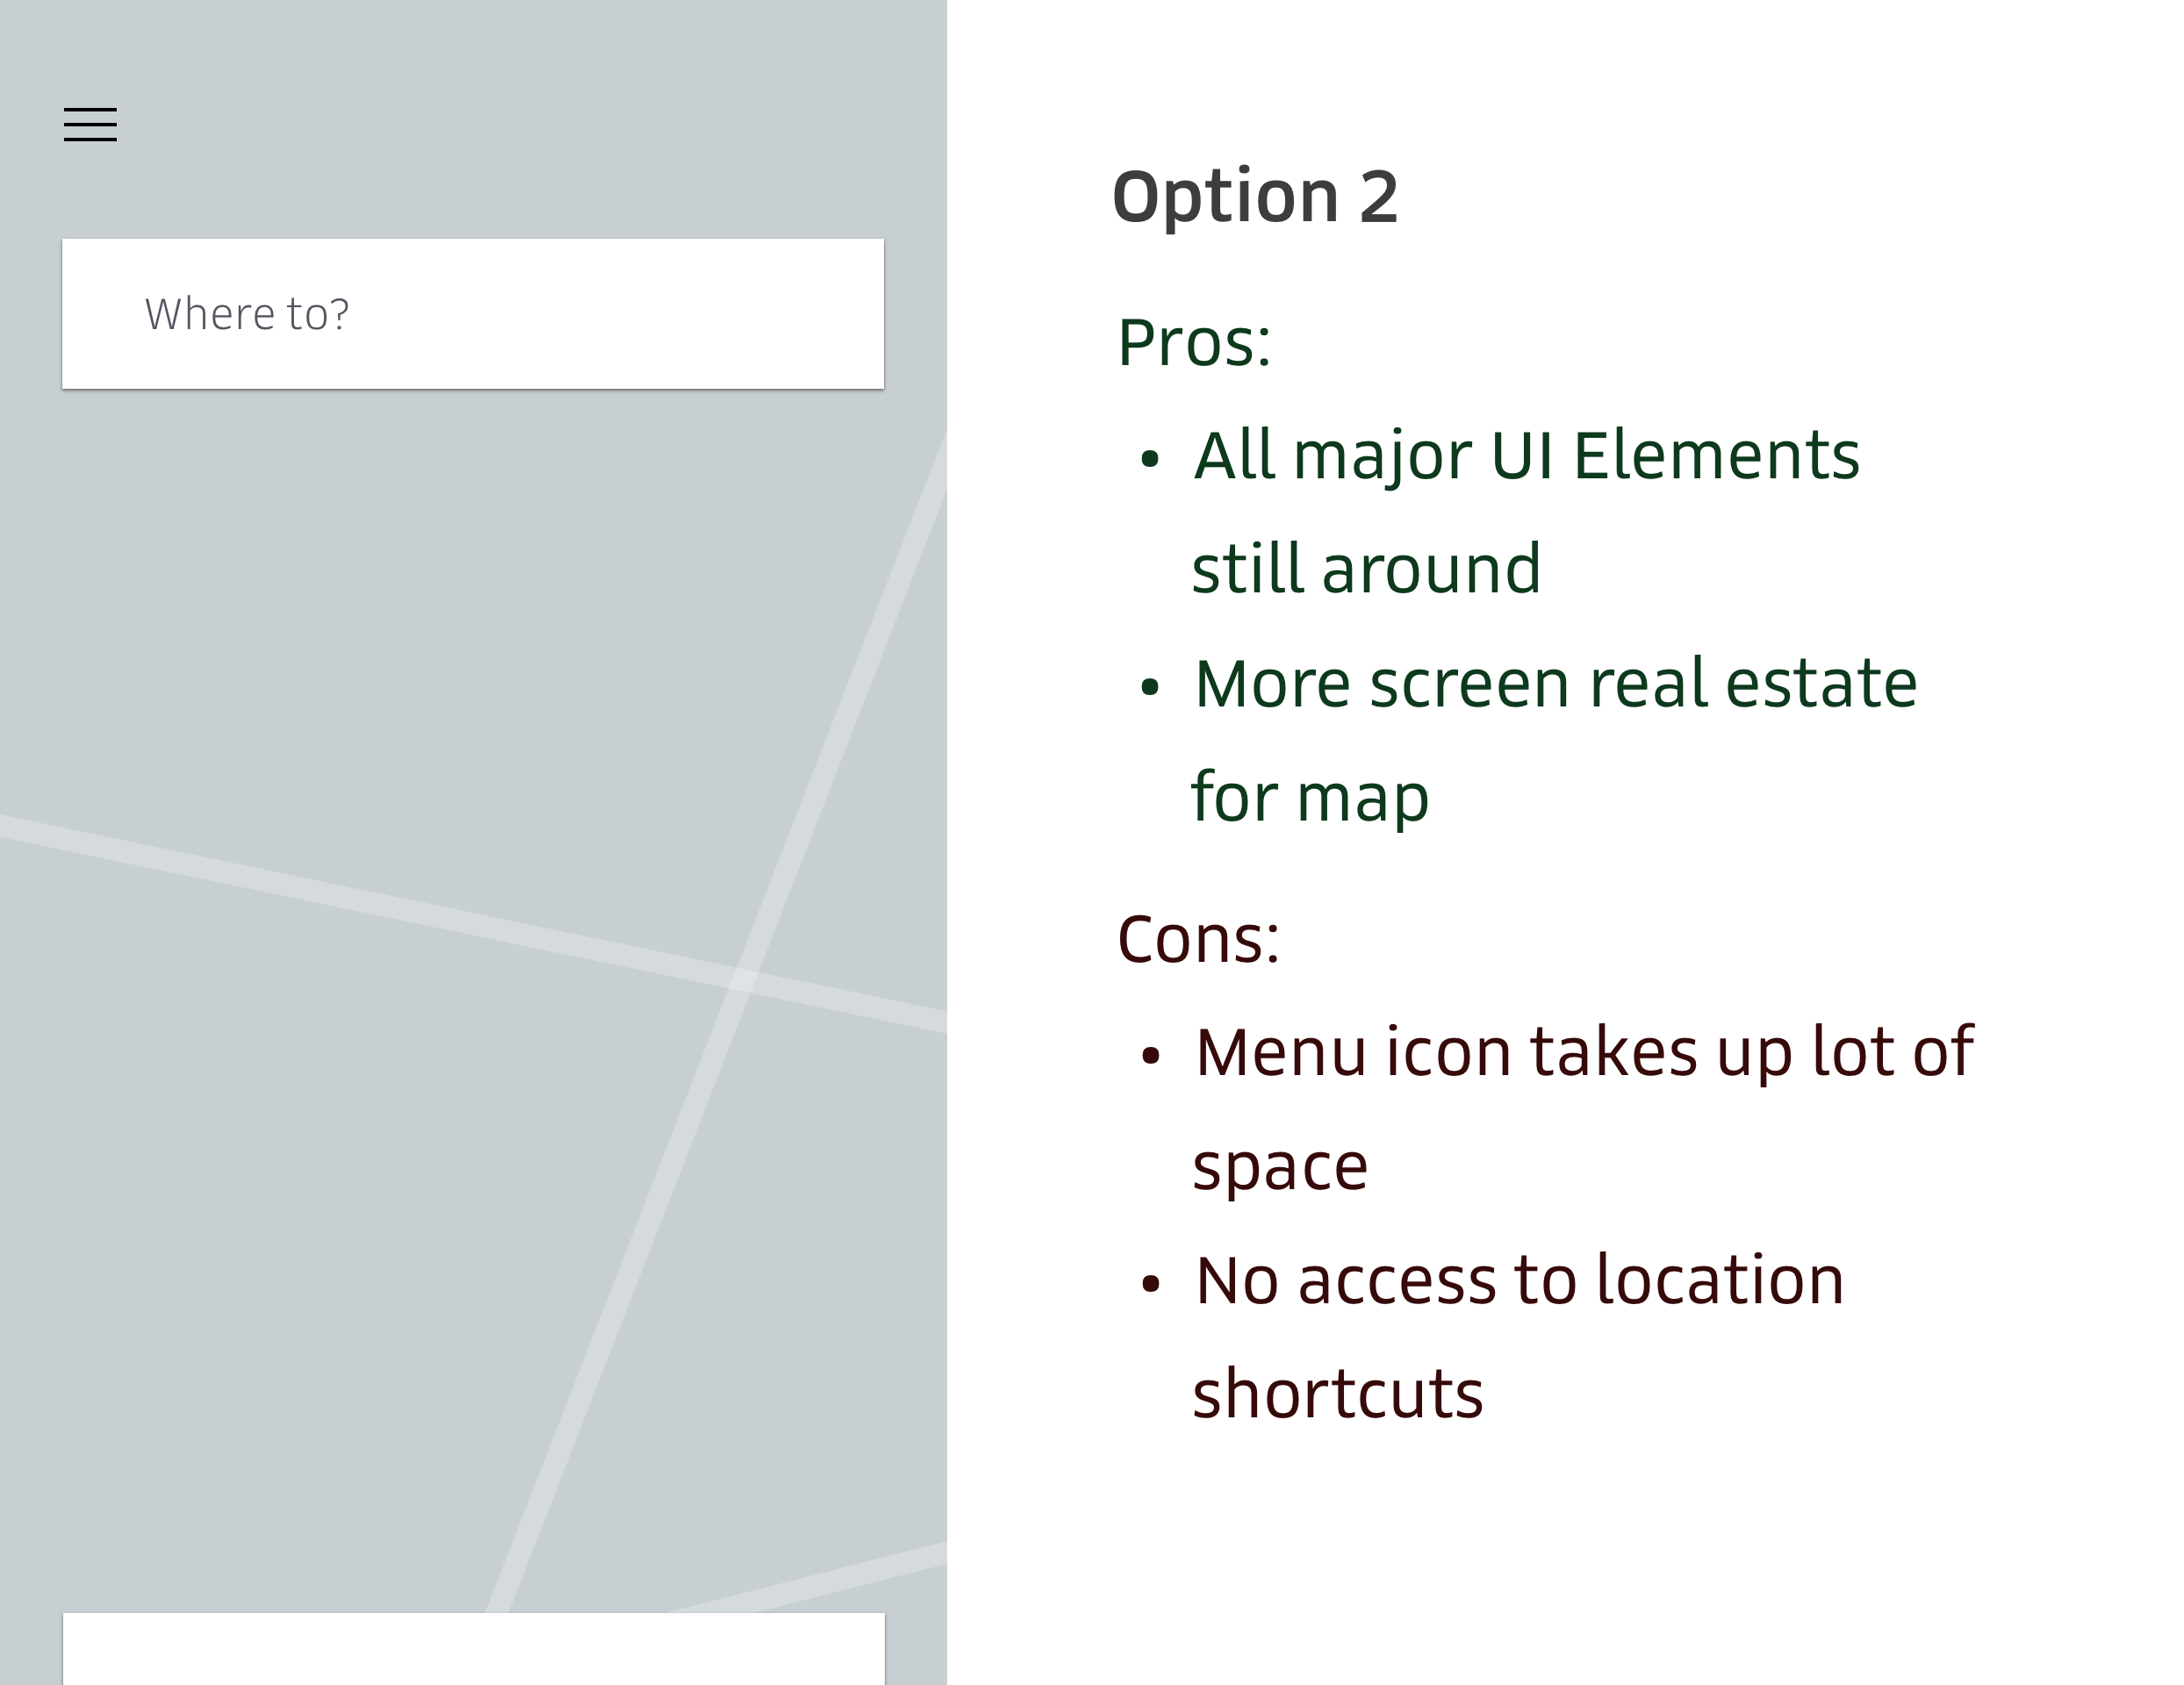 Where to?
Option 2
Pros:
• All major UI Elements
still around
• More screen real estate
for map
Cons:
• Menu icon takes up lot of
space
• No access to location
shortcuts